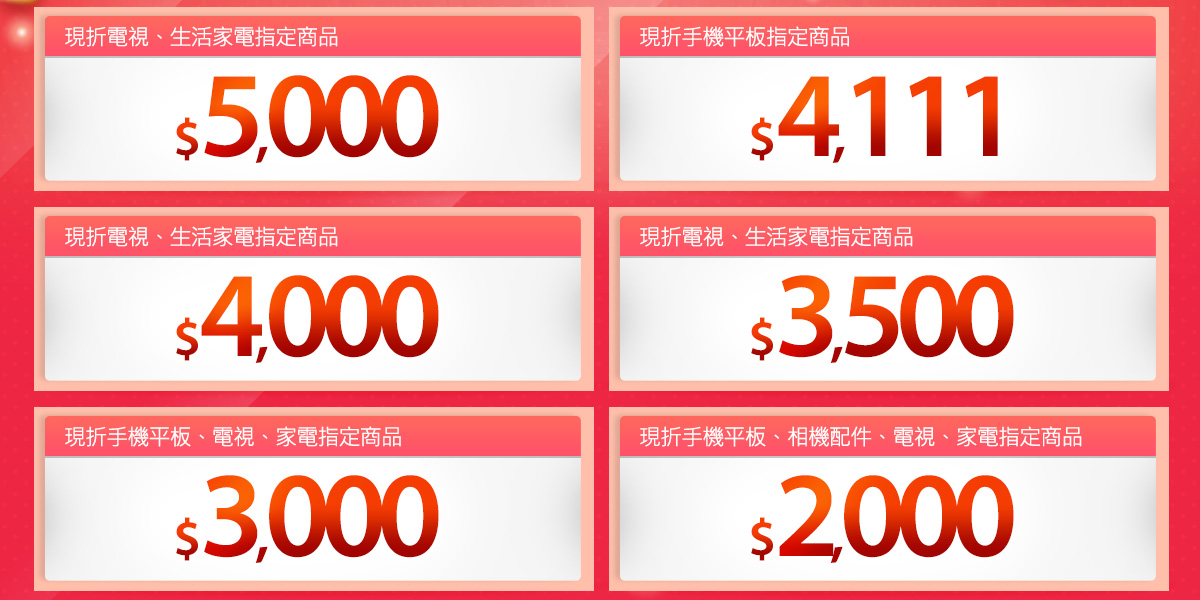 現折電視、生活家電指定商品
$5,000
現折手機平板指定商品
$4,111
現折電視、生活家電指定商品
$4,000
現折電視、生活家電指定商品
$3,500
現折手機平板、電視、家電指定商品
$3,000
現折手機平板、相機配件、電視、家電指定商品
$2,000